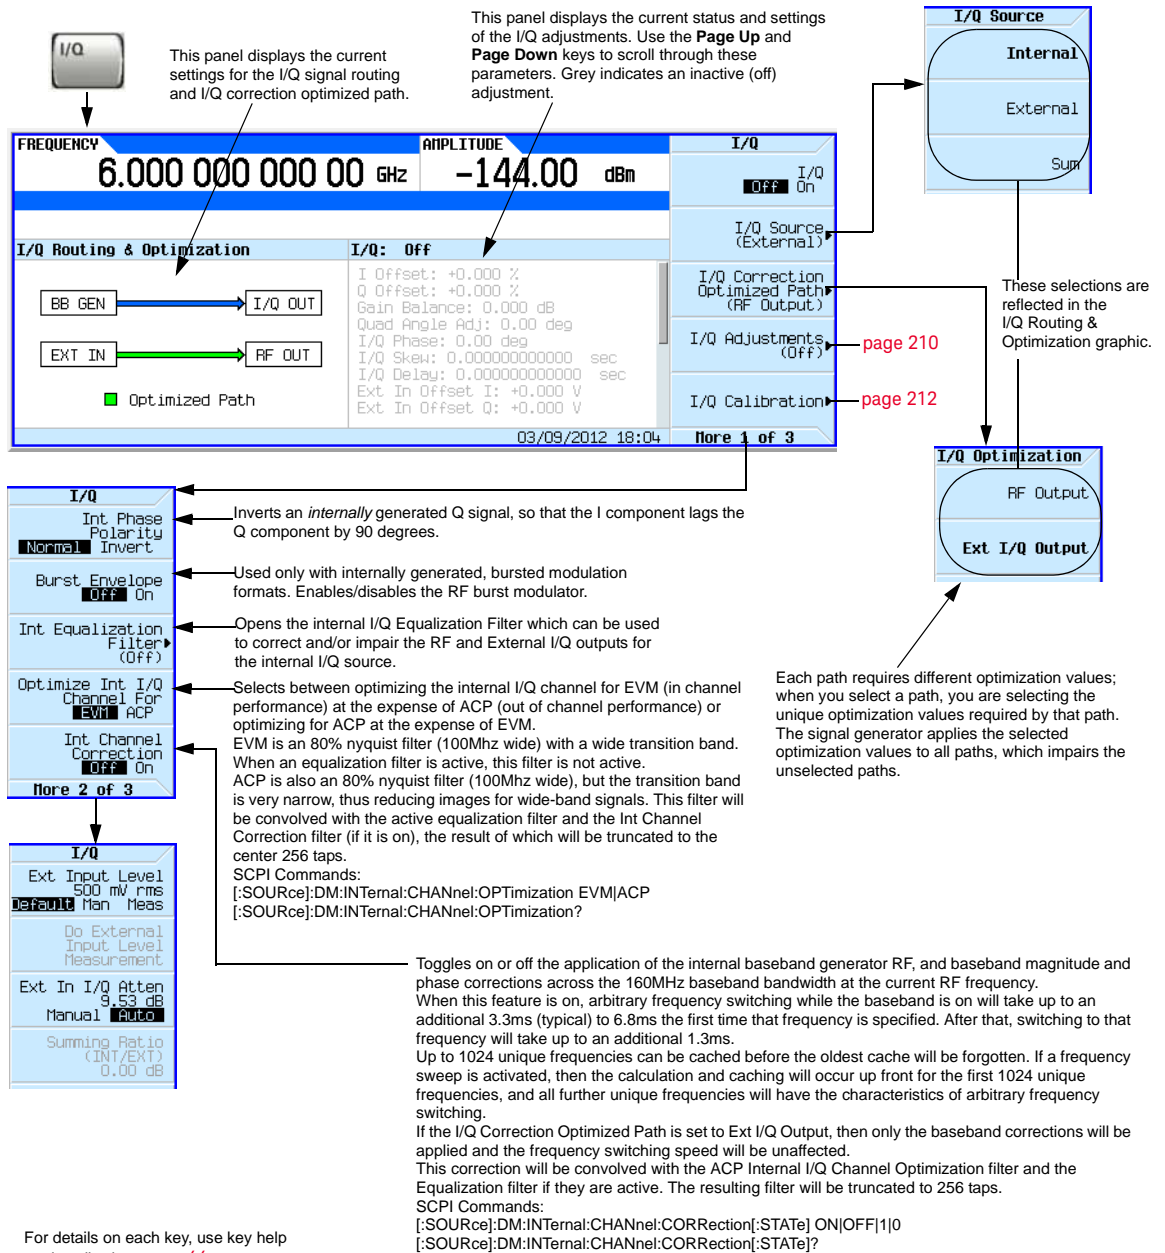 I/Q
This panel displays the current
settings for the I/Q signal routing
and I/Q correction optimized path.
This panel displays the current status and settings
of the I/Q adjustments. Use the Page Up and
Page Down keys to scroll through these
parameters. Grey indicates an inactive (off)
adjustment.
I/Q Source
Internal
External
Sum
FREQUENCY
6.000 000 000 00 GHz
AMPLITUDE
-144.00 dBm
I/Q Routing & Optimization
BB GEN
I/Q OUT
EXT IN
RF OUT
Optimized Path
I/Q: Off
I Offset: +0.000 %
Q Offset: +0.000 %
Gain Balance: 0.000 dB
Quad Angle Adj: 0.00 deg
I/Q Phase: 0.00 deg
I/Q Skew: 0.000000000000 sec
I/Q Delay: 0.000000000000 sec
Ext In Offset I: +0.000 V
Ext In Offset Q: +0.000 V
03/09/2012 18:04
I/Q
I/Q
Off On
I/Q Source
(External)
I/Q Correction
Optimized Path
(RF Output)
I/Q Adjustments
(Off)
I/Q Calibration
More 1 of 3
page 210
page 212
These selections are
reflected in the
I/Q Routing &
Optimization graphic.
I/Q Optimization
RF Output
Ext I/Q Output
Each path requires different optimization values;
when you select a path, you are selecting the
unique optimization values required by that path.
The signal generator applies the selected
optimization values to all paths, which impairs the
unselected paths.
I/Q
Int Phase
Polarity
Normal Invert
Burst Envelope
Off On
Int Equalization
Filter
(Off)
Optimize Int I/Q
Channel For
EVM ACP
Int Channel
Correction
Off On
More 2 of 3
Inverts an internally generated Q signal, so that the I component lags the
Q component by 90 degrees.
Used only with internally generated, bursted modulation
formats. Enables/disables the RF burst modulator.
Opens the internal I/Q Equalization Filter which can be used
to correct and/or impair the RF and External I/Q outputs for
the internal I/Q source.
Selects between optimizing the internal I/Q channel for EVM (in channel
performance) at the expense of ACP (out of channel performance) or
optimizing for ACP at the expense of EVM.
EVM is an 80% nyquist filter (100Mhz wide) with a wide transition band.
When an equalization filter is active, this filter is not active.
ACP is also an 80% nyquist filter (100Mhz wide), but the transition band
is very narrow, thus reducing images for wide-band signals. This filter will
be convolved with the active equalization filter and the Int Channel
Correction filter (if it is on), the result of which will be truncated to the
center 256 taps.
SCPI Commands:
[:SOURce]:DM:INTernal:CHANnel:OPTimization EVM|ACP
[:SOURce]:DM:INTernal:CHANnel:OPTimization?
I/Q
Ext Input Level
500 mV rms
Default Man Meas
Do External
Input Level
Measurement
Ext In I/Q Atten
9.53 dB
Manual Auto
Summing Ratio
(INT/EXT)
0.00 dB
Toggles on or off the application of the internal baseband generator RF, and baseband magnitude and
phase corrections across the 160MHz baseband bandwidth at the current RF frequency.
When this feature is on, arbitrary frequency switching while the baseband is on will take up to an
additional 3.3ms (typical) to 6.8ms the first time that frequency is specified. After that, switching to that
frequency will take up to an additional 1.3ms.
Up to 1024 unique frequencies can be cached before the oldest cache will be forgotten. If a frequency
sweep is activated, then the calculation and caching will occur up front for the first 1024 unique
frequencies, and all further unique frequencies will have the characteristics of arbitrary frequency
switching.
If the I/Q Correction Optimized Path is set to Ext I/Q Output, then only the baseband corrections will be
applied and the frequency switching speed will be unaffected.
This correction will be convolved with the ACP Internal I/Q Channel Optimization filter and the
Equalization filter if they are active. The resulting filter will be truncated to 256 taps.
SCPI Commands:
[:SOURce]:DM:INTernal:CHANnel:CORRection[:STATe] ON|OFF|1|0
[:SOURce]:DM:INTernal:CHANnel:CORRection[:STATe]?
For details on each key, use key help